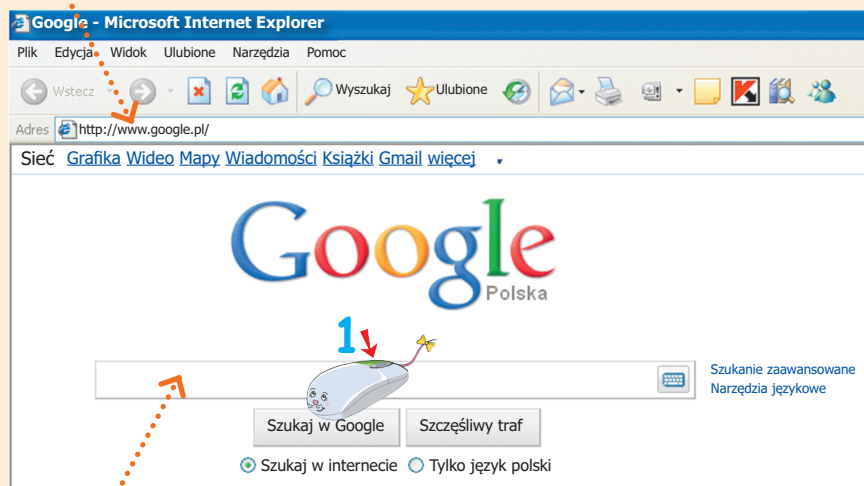 Google - Microsoft Internet Explorer
Plik Edycja Widok Ulubione Narzędzia Pomoc
Wstecz Wyszukaj Ulubione
Adres http://www.google.pl/
Sieć Grafika Wideo Mapy Wiadomości Książki Gmail więcej
Google
Polska
1
Szukanie zaawansowane
Narzędzia językowe
Szukaj w Google Szczęśliwy traf
Szukaj w internecie Tylko język polski